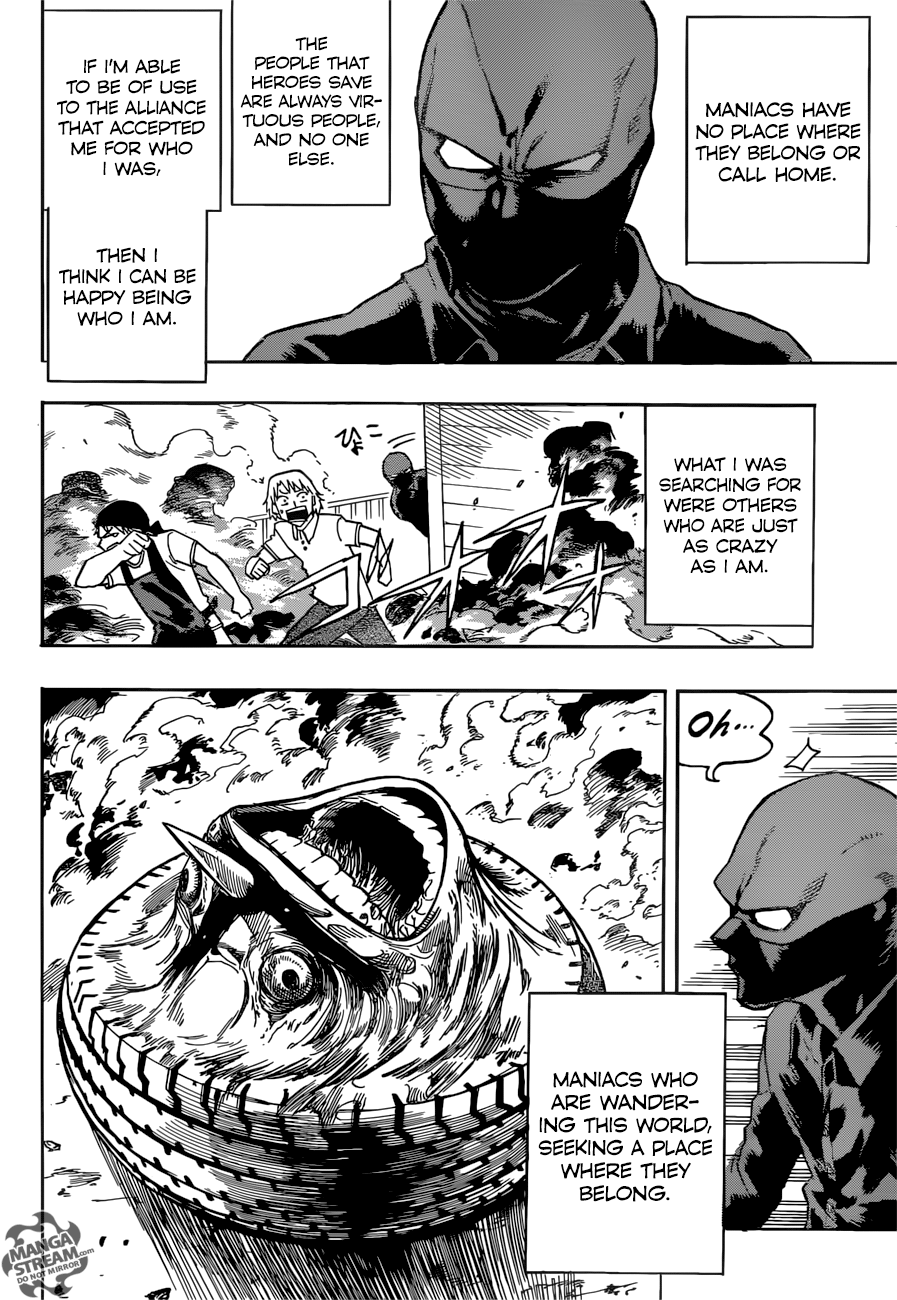 MANIACS HAVE
NO PLACE WHERE
THEY BELONG OR
CALL HOME.
THE
PEOPLE THAT
HEROES SAVE
ARE ALWAYS VIR-
TUOUS PEOPLE,
AND NO ONE
ELSE.
IF I'M ABLE
TO BE OF USE
TO THE ALLIANCE
THAT ACCEPTED
ME FOR WHO
I WAS,
THEN I
THINK I CAN BE
HAPPY BEING
WHO I AM.
WHAT I WAS
SEARCHING FOR
WERE OTHERS
WHO ARE JUST
AS CRAZY
AS I AM.
ぴょこ
Oh...
MANIACS WHO
ARE WANDER-
ING THIS WORLD,
SEEKING A PLACE
WHERE THEY
BELONG.
MANGA
STREAM.com
DO NOT MIRROR